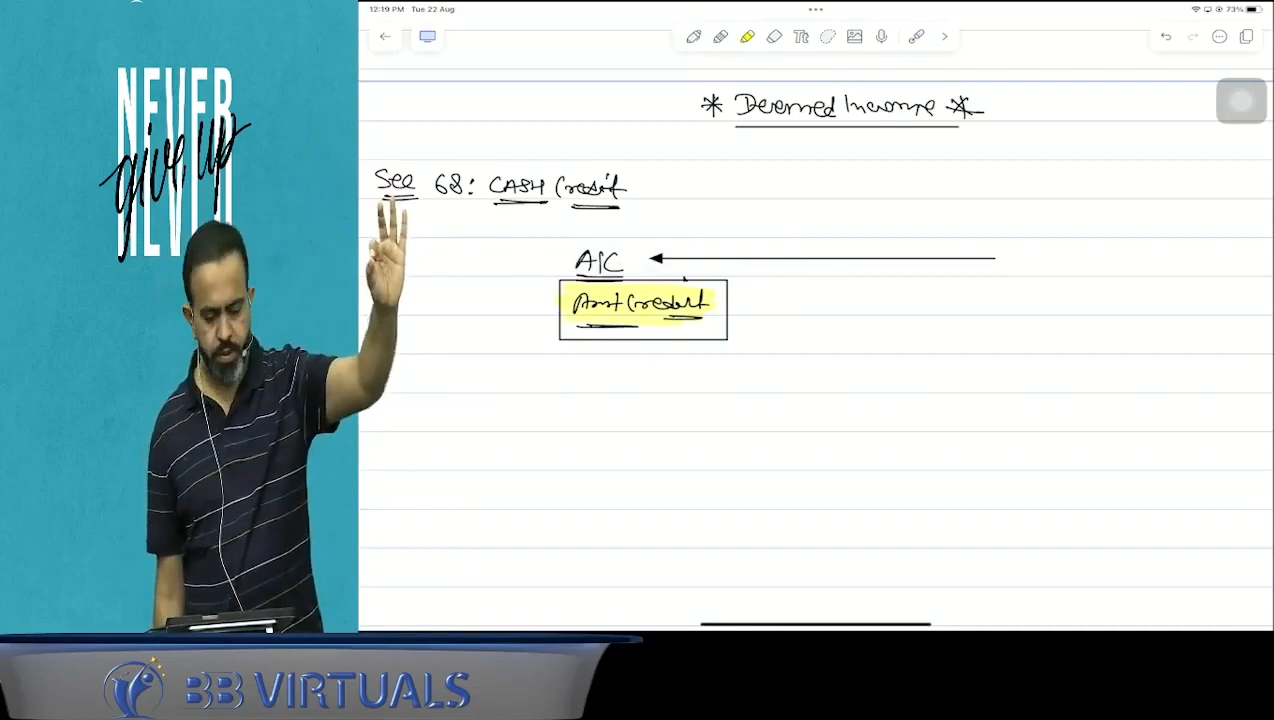 12:19 PM Tue 22 Aug
73%
NEVER
give up
NEVER
* Deemed Income *
Sec 68: CASH Credit
A/C
Amt Credit
BB VIRTUALS